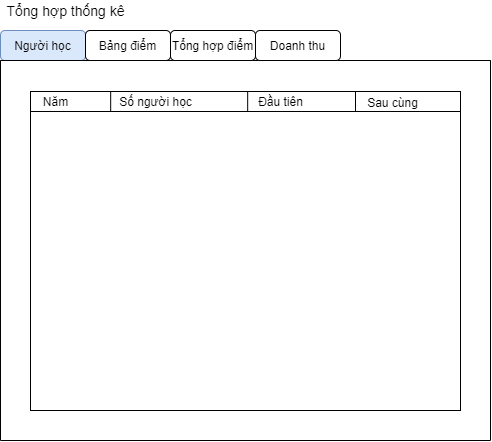 Tổng hợp thống kê
Người học Bảng điểm Tổng hợp điểm Doanh thu
Năm Số người học Đầu tiên Sau cùng